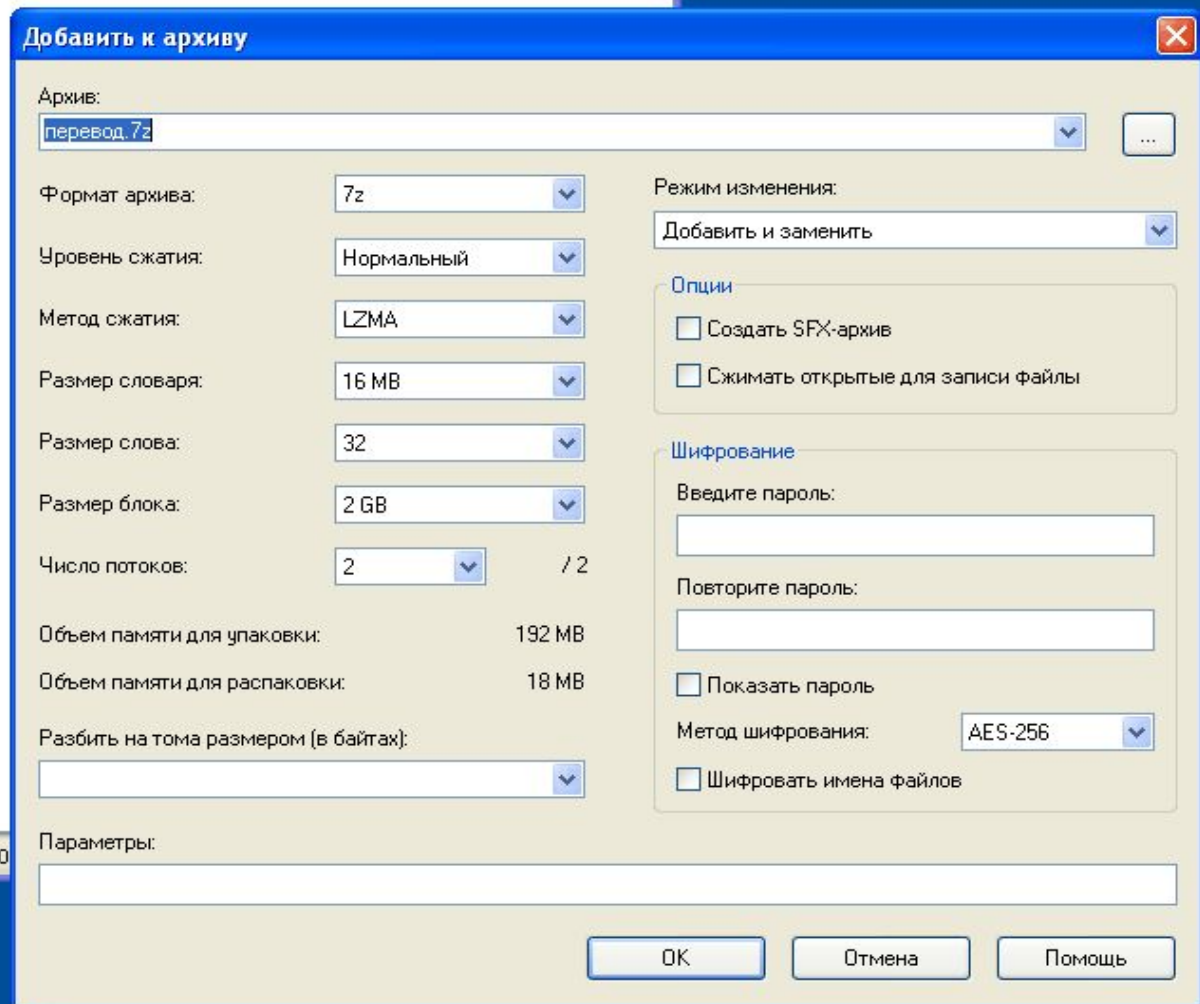 Добавить к архиву
Архив:
перевод.7z
...
Формат архива: 7z
Уровень сжатия: Нормальный
Метод сжатия: LZMA
Размер словаря: 16 MB
Размер слова: 32
Размер блока: 2 GB
Число потоков: 2 / 2
Объем памяти для упаковки: 192 MB
Объем памяти для распаковки: 18 MB
Разбить на тома размером (в байтах):
Режим изменения:
Добавить и заменить
Опции
Создать SFX-архив
Сжимать открытые для записи файлы
Шифрование
Введите пароль:
Повторите пароль:
Показать пароль
Метод шифрования: AES-256
Шифровать имена файлов
Параметры:
OK Отмена Помощь